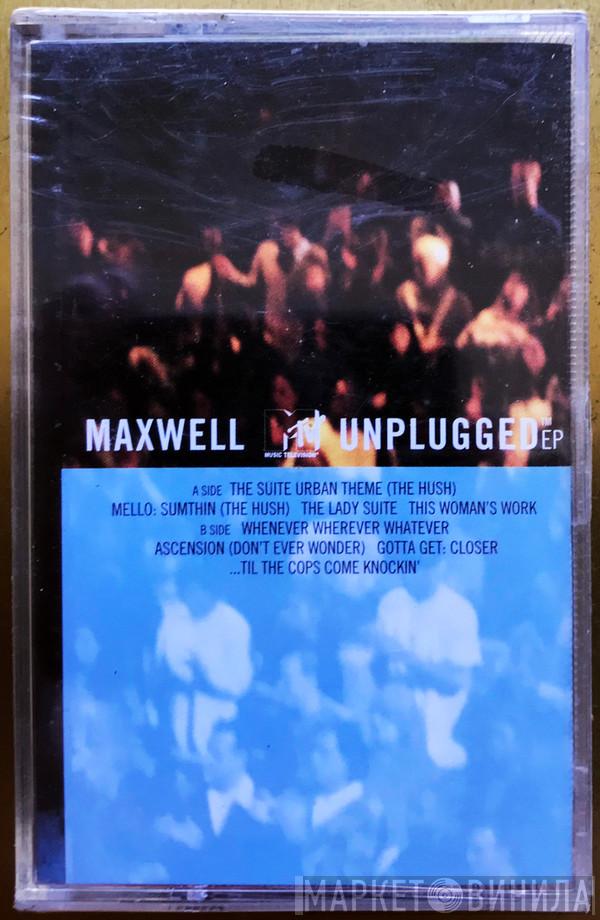 MAXWELL MTV MUSIC TELEVISION® UNPLUGGED™ EP
A SIDE THE SUITE URBAN THEME (THE HUSH)
MELLO: SUMTHIN (THE HUSH) THE LADY SUITE THIS WOMAN'S WORK
B SIDE WHENEVER WHEREVER WHATEVER
ASCENSION (DON'T EVER WONDER) GOTTA GET: CLOSER
...TIL THE COPS COME KNOCKIN'
МАРКЕТ ВИНИЛА